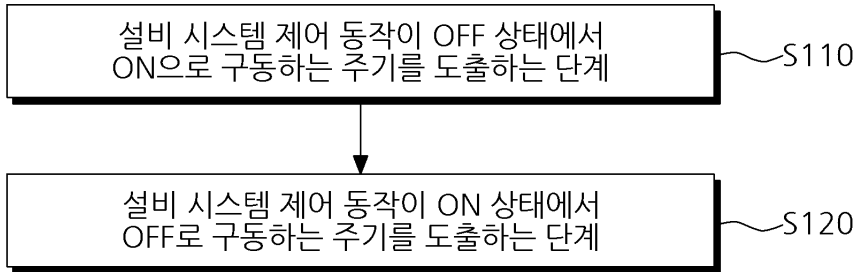 설비 시스템 제어 동작이 OFF 상태에서
ON으로 구동하는 주기를 도출하는 단계
S110
설비 시스템 제어 동작이 ON 상태에서
OFF로 구동하는 주기를 도출하는 단계
S120